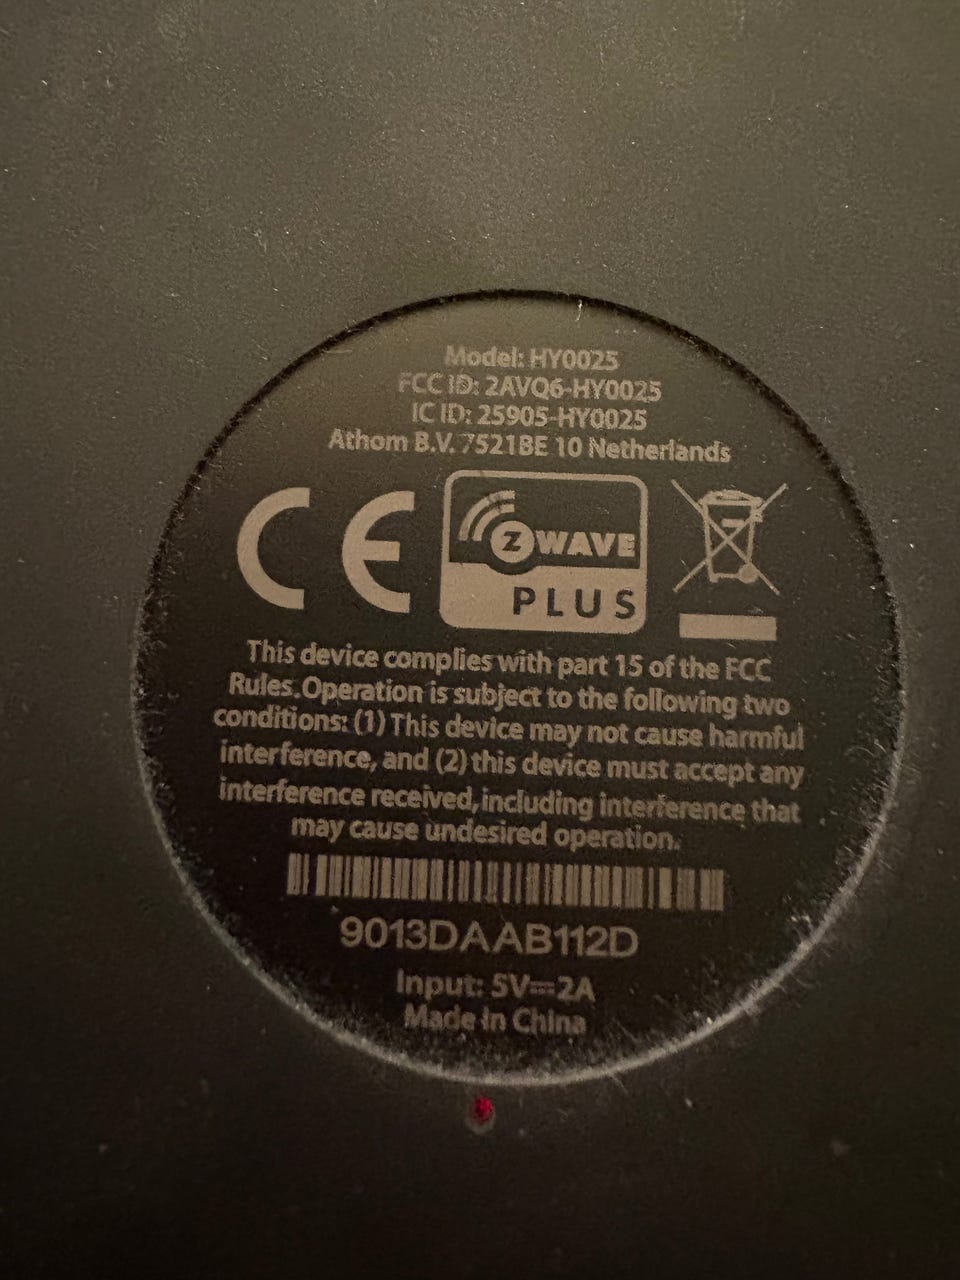 Model: HY0025
FCC ID: 2AVQ6-HY0025
IC ID: 25905-HY0025
Athom B.V. 7521BE 10 Netherlands
CE
Z WAVE
PLUS
This device complies with part 15 of the FCC
Rules.Operation is subject to the following two
conditions: (1) This device may not cause harmful
interference, and (2) this device must accept any
interference received, including interference that
may cause undesired operation.
9013DAAB112D
Input: 5V⎓2A
Made in China